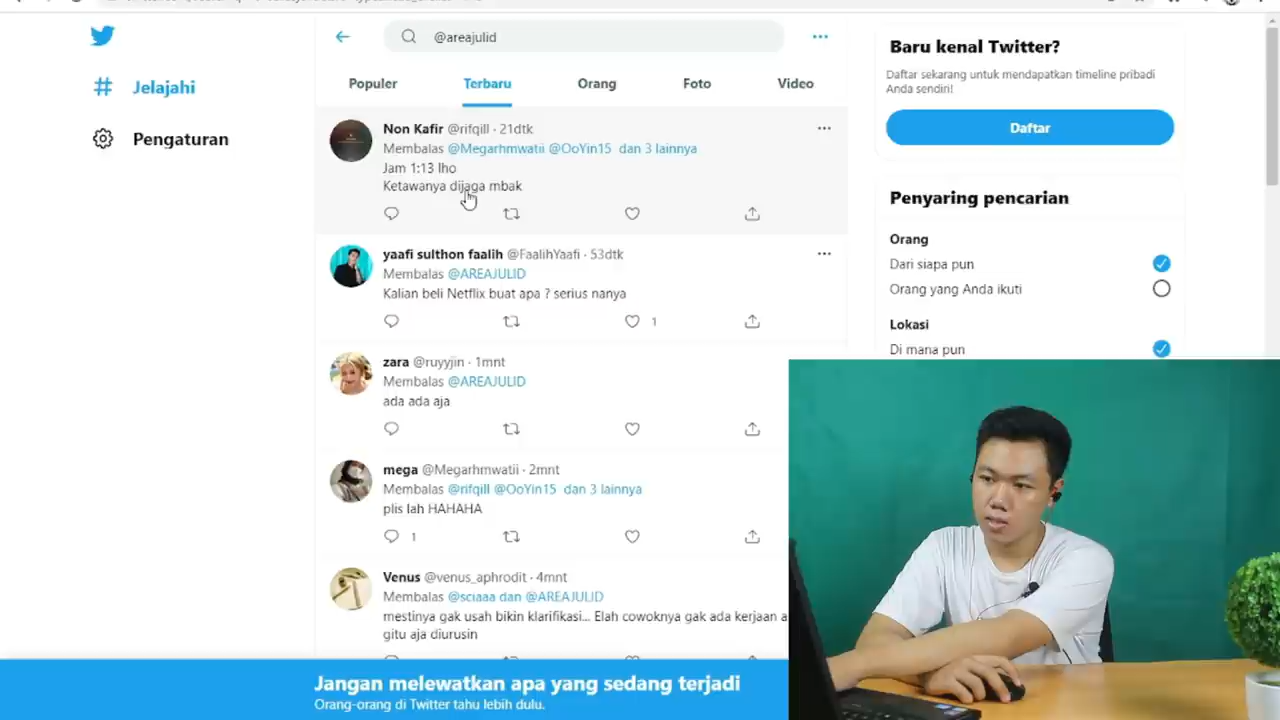 @areajulid
Populer
Terbaru
Orang
Foto
Video
Jelajahi
Pengaturan
Non Kafir @rifqill · 21dtk
Membalas @Megarhmwatii @OoYin15 dan 3 lainnya
Jam 1:13 lho
Ketawanya dijaga mbak
yaafi sulthon faalih @FaalihYaafi · 53dtk
Membalas @AREAJULID
Kalian beli Netflix buat apa ? serius nanya
1
zara @ruyyjin · 1mnt
Membalas @AREAJULID
ada ada aja
mega @Megarhmwatii · 2mnt
Membalas @rifqill @OoYin15 dan 3 lainnya
plis lah HAHAHA
1
Venus @venus_aphrodit · 4mnt
Membalas @sciaaa dan @AREAJULID
mestinya gak usah bikin klarifikasi... Elah cowoknya gak ada kerjaan a
gitu aja diurusin
Baru kenal Twitter?
Daftar sekarang untuk mendapatkan timeline pribadi
Anda sendiri!
Daftar
Penyaring pencarian
Orang
Dari siapa pun
Orang yang Anda ikuti
Lokasi
Di mana pun
Jangan melewatkan apa yang sedang terjadi
Orang-orang di Twitter tahu lebih dulu.